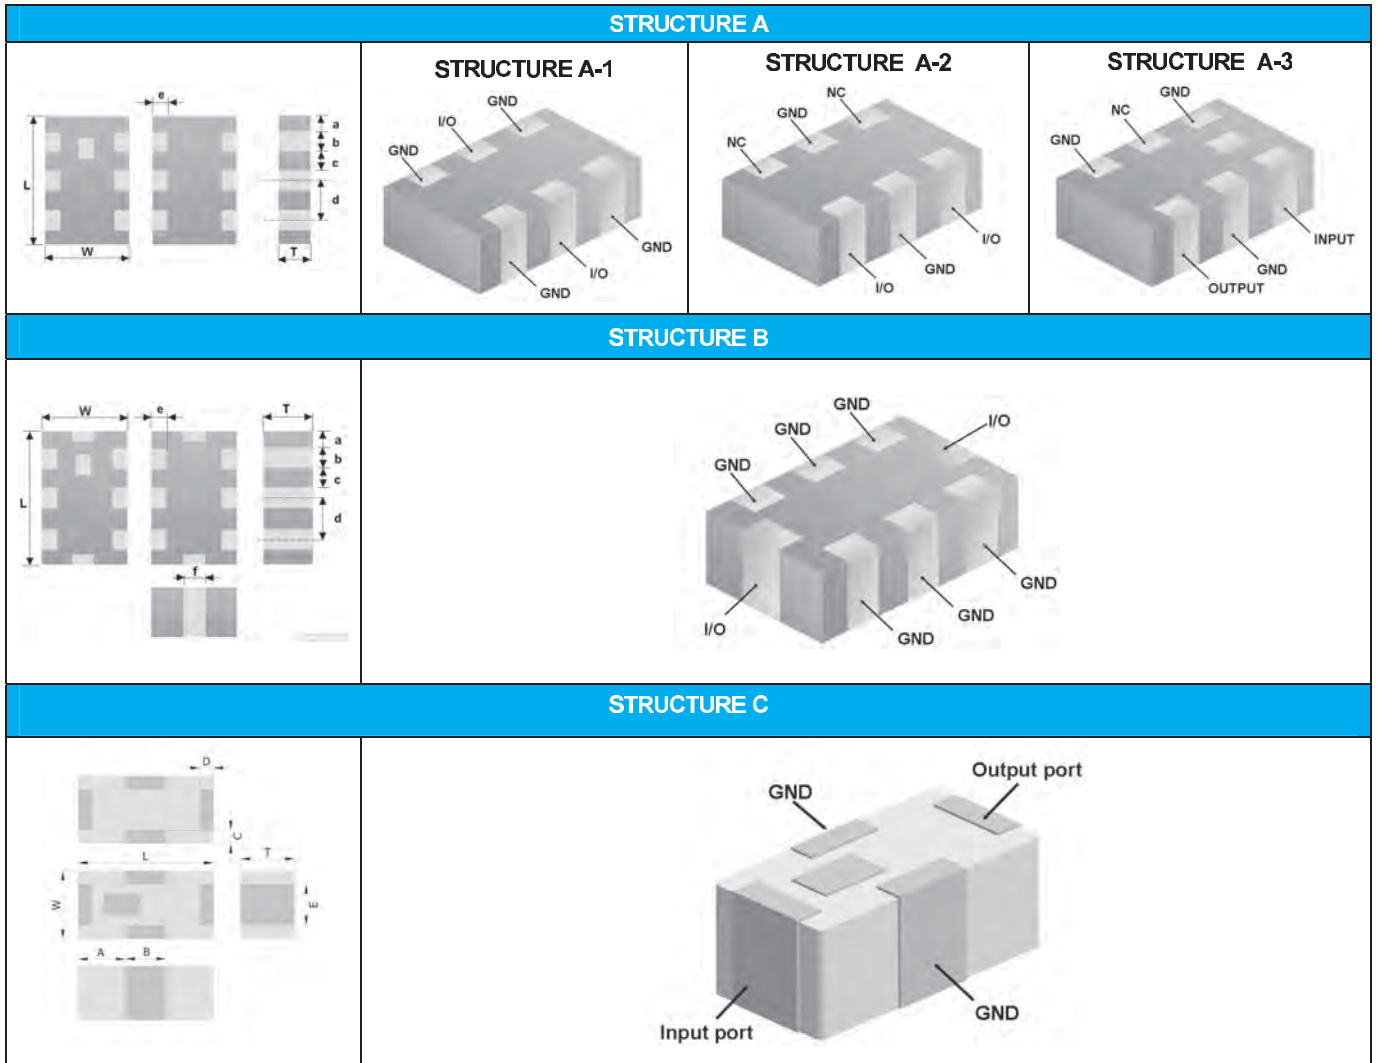 STRUCTURE A
e
L
W
a
b
c
d
T
STRUCTURE A-1
GND
I/O
GND
GND
I/O
GND
STRUCTURE A-2
NC
GND
NC
I/O
GND
I/O
STRUCTURE A-3
GND
NC
GND
INPUT
GND
OUTPUT
STRUCTURE B
W
e
T
L
a
b
c
d
f
GND
I/O
GND
GND
GND
GND
I/O
GND
STRUCTURE C
D
C
L
T
W
E
A
B
Output port
GND
GND
Input port